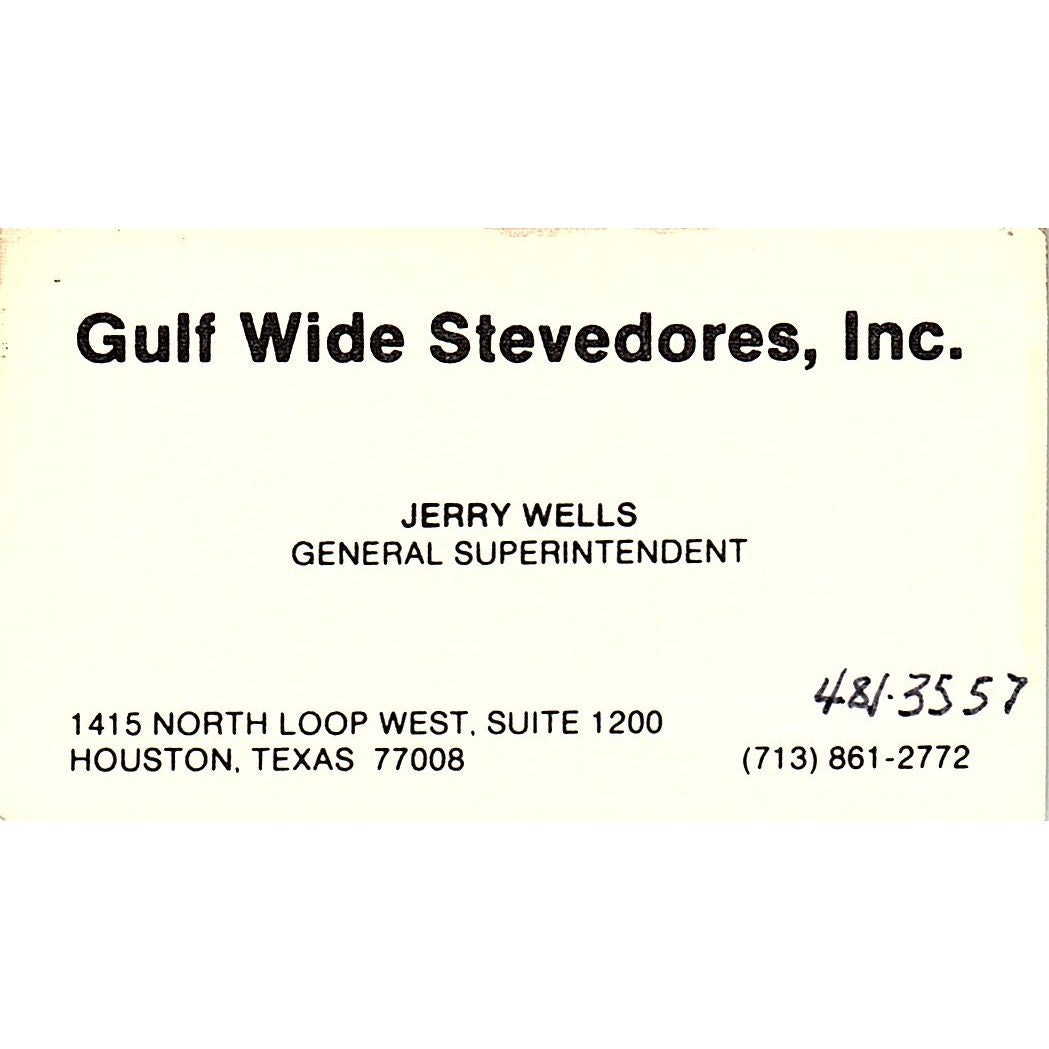 Gulf Wide Stevedores, Inc.
JERRY WELLS
GENERAL SUPERINTENDENT
481-3557
1415 NORTH LOOP WEST, SUITE 1200
HOUSTON, TEXAS 77008
(713) 861-2772